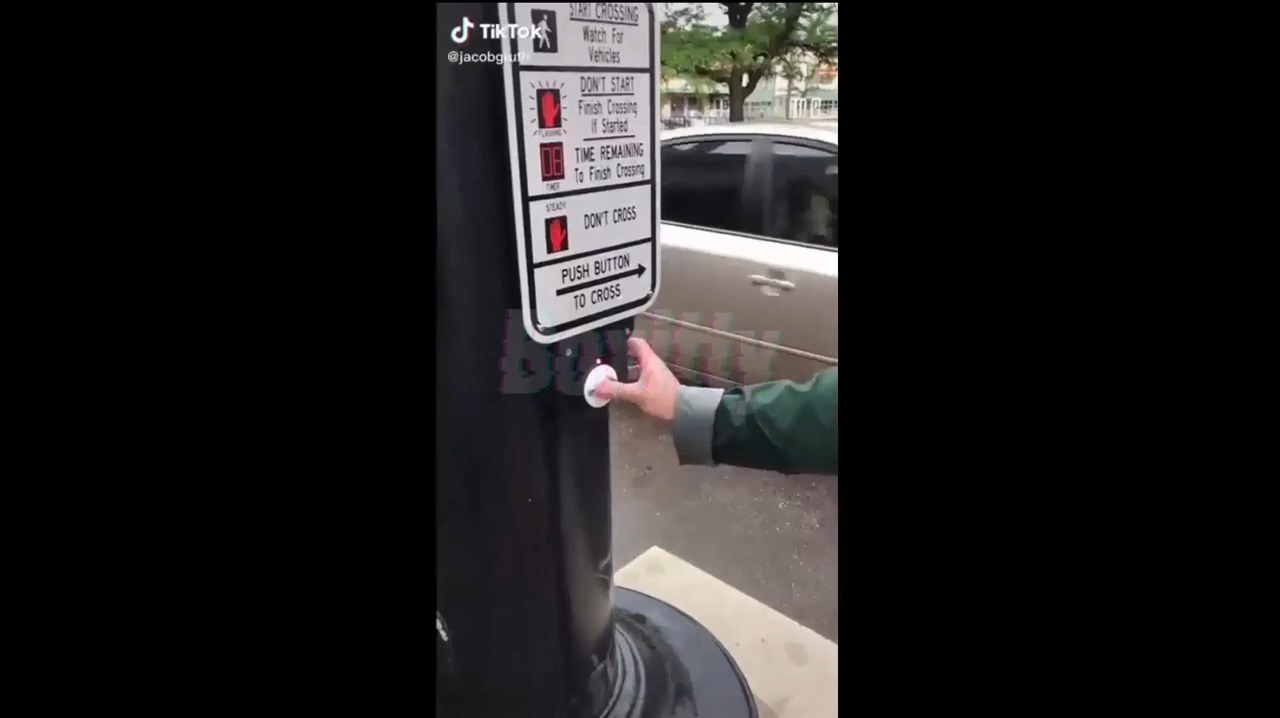 TikTok
START CROSSING
Watch For
Vehicles
DON'T START
Finish Crossing
If Started
FLASHING
08
TIME REMAINING
To Finish Crossing
TIMER
STEADY
DON'T CROSS
PUSH BUTTON
TO CROSS